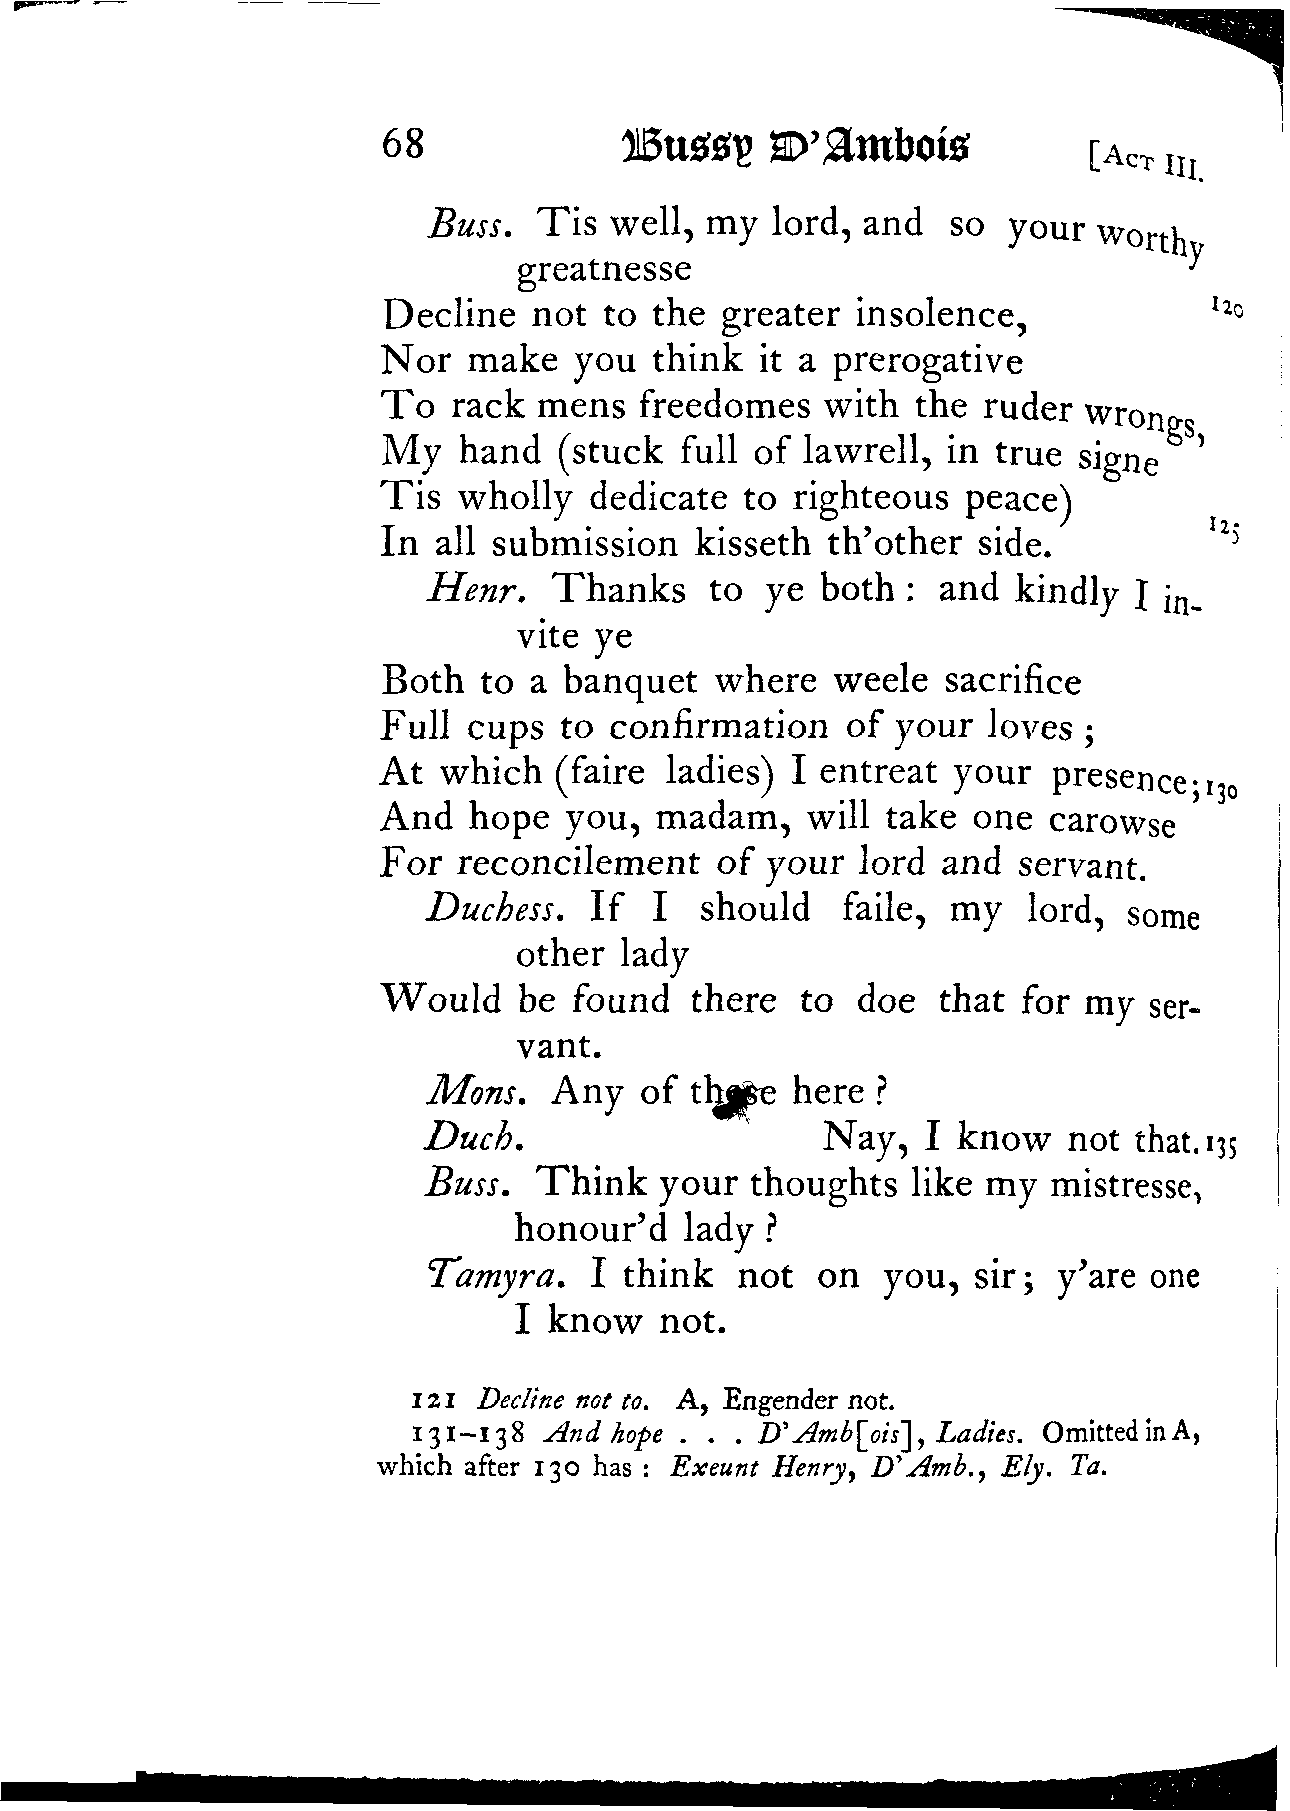 68 Bussy D'Ambois [ACT III.
Buss. Tis well, my lord, and so your worthy
greatnesse
Decline not to the greater insolence, 120
Nor make you think it a prerogative
To rack mens freedomes with the ruder wrongs,
My hand (stuck full of lawrell, in true signe
Tis wholly dedicate to righteous peace)
In all submission kisseth th'other side. 125
Henr. Thanks to ye both : and kindly I in-
vite ye
Both to a banquet where weele sacrifice
Full cups to confirmation of your loves ;
At which (faire ladies) I entreat your presence; 130
And hope you, madam, will take one carowse
For reconcilement of your lord and servant.
Duchess. If I should faile, my lord, some
other lady
Would be found there to doe that for my ser-
vant.
Mons. Any of these here ?
Duch. Nay, I know not that. 135
Buss. Think your thoughts like my mistresse,
honour'd lady ?
Tamyra. I think not on you, sir; y'are one
I know not.
121 Decline not to. A, Engender not.
131–138 And hope . . . D'Amb[ois], Ladies. Omitted in A,
which after 130 has : Exeunt Henry, D'Amb., Ely. Ta.